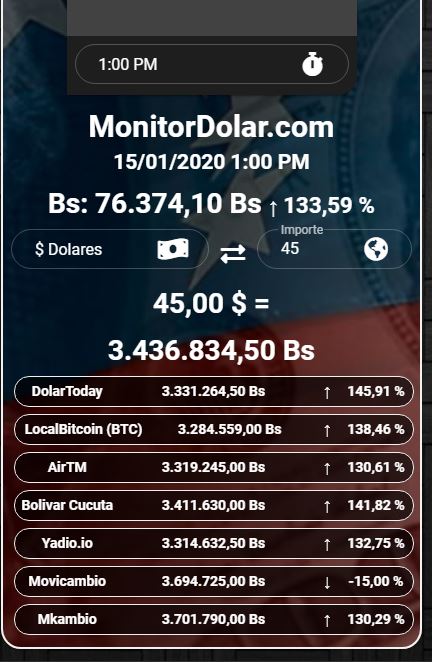 1:00 PM
MonitorDolar.com
15/01/2020 1:00 PM
Bs: 76.374,10 Bs ↑ 133,59 %
$ Dolares
Importe
45
45,00 $ =
3.436.834,50 Bs
DolarToday 3.331.264,50 Bs ↑ 145,91 %
LocalBitcoin (BTC) 3.284.559,00 Bs ↑ 138,46 %
AirTM 3.319.245,00 Bs ↑ 130,61 %
Bolivar Cucuta 3.411.630,00 Bs ↑ 141,82 %
Yadio.io 3.314.632,50 Bs ↑ 132,75 %
Movicambio 3.694.725,00 Bs ↓ -15,00 %
Mkambio 3.701.790,00 Bs ↑ 130,29 %